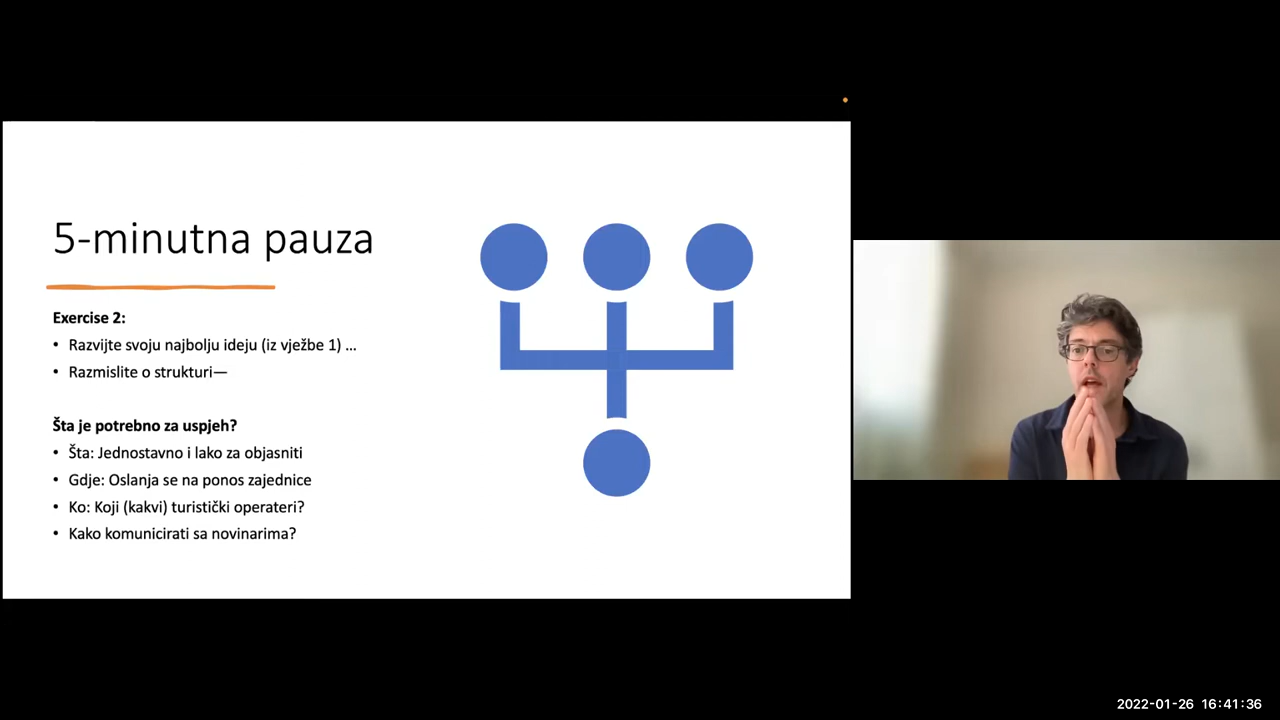 5-minutna pauza
Exercise 2:
• Razvijte svoju najbolju ideju (iz vježbe 1) ...
• Razmislite o strukturi—
Šta je potrebno za uspjeh?
• Šta: Jednostavno i lako za objasniti
• Gdje: Oslanja se na ponos zajednice
• Ko: Koji (kakvi) turistički operateri?
• Kako komunicirati sa novinarima?
2022-01-26 16:41:36